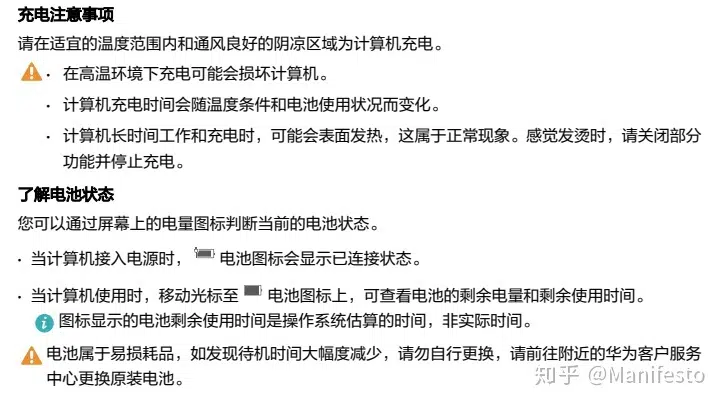 充电注意事项
请在适宜的温度范围内和通风良好的阴凉区域为计算机充电。
· 在高温环境下充电可能会损坏计算机。
· 计算机充电时间会随温度条件和电池使用状况而变化。
· 计算机长时间工作和充电时，可能会表面发热，这属于正常现象。感觉发烫时，请关闭部分
功能并停止充电。
了解电池状态
您可以通过屏幕上的电量图标判断当前的电池状态。
· 当计算机接入电源时， 电池图标会显示已连接状态。
· 当计算机使用时，移动光标至 电池图标上，可查看电池的剩余电量和剩余使用时间。
图标显示的电池剩余使用时间是操作系统估算的时间，非实际时间。
电池属于易损耗品，如发现待机时间大幅度减少，请勿自行更换，请前往附近的华为客户服务
中心更换原装电池。
知乎 @Manifesto